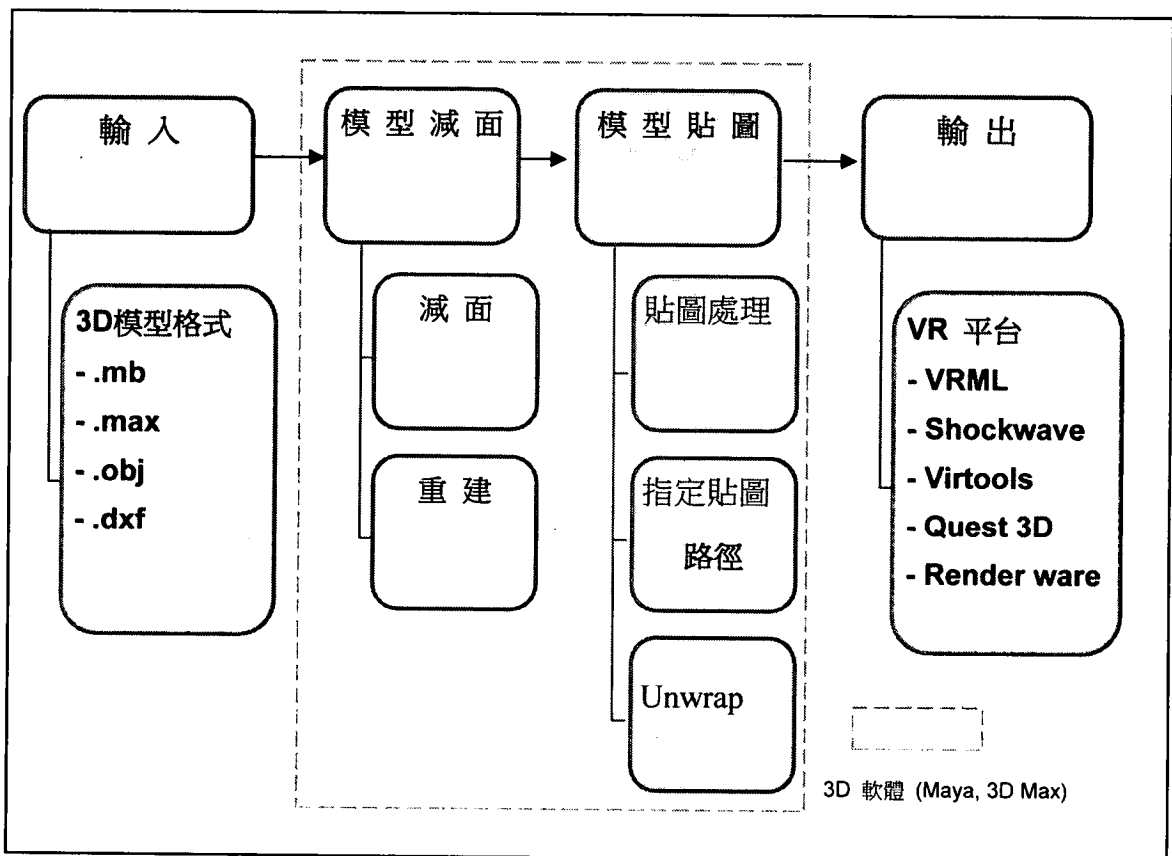 輸 入
模 型 減 面
模 型 貼 圖
輸 出
3D模型格式
- .mb
- .max
- .obj
- .dxf
減 面
重 建
貼圖處理
指定貼圖
路徑
Unwrap
VR 平台
- VRML
- Shockwave
- Virtools
- Quest 3D
- Render ware
3D 軟體 (Maya, 3D Max)